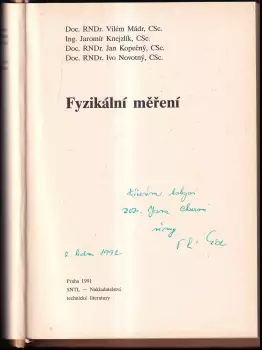 Doc. RNDr. Vilém Mádr, CSc.
Ing. Jaromír Knejzlík, CSc.
Doc. RNDr. Jan Kopečný, CSc.
Doc. RNDr. Ivo Novotný, CSc.
Fyzikální měření
1992
Praha 1991
SNTL – Nakladatelství
technické literatury